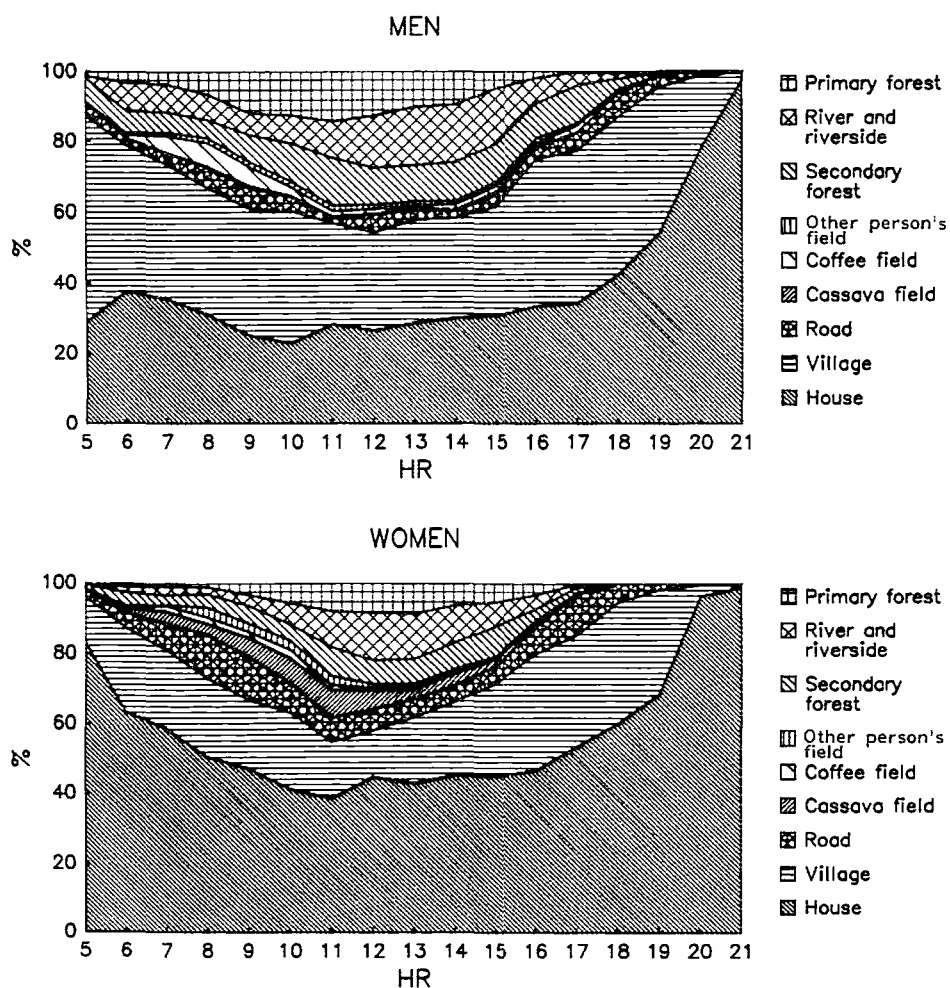 MEN
100
80
60
40
20
0
%
5 6 7 8 9 10 11 12 13 14 15 16 17 18 19 20 21
HR
Primary forest
River and
riverside
Secondary
forest
Other person's
field
Coffee field
Cassava field
Road
Village
House
WOMEN
100
80
60
40
20
0
%
5 6 7 8 9 10 11 12 13 14 15 16 17 18 19 20 21
HR
Primary forest
River and
riverside
Secondary
forest
Other person's
field
Coffee field
Cassava field
Road
Village
House